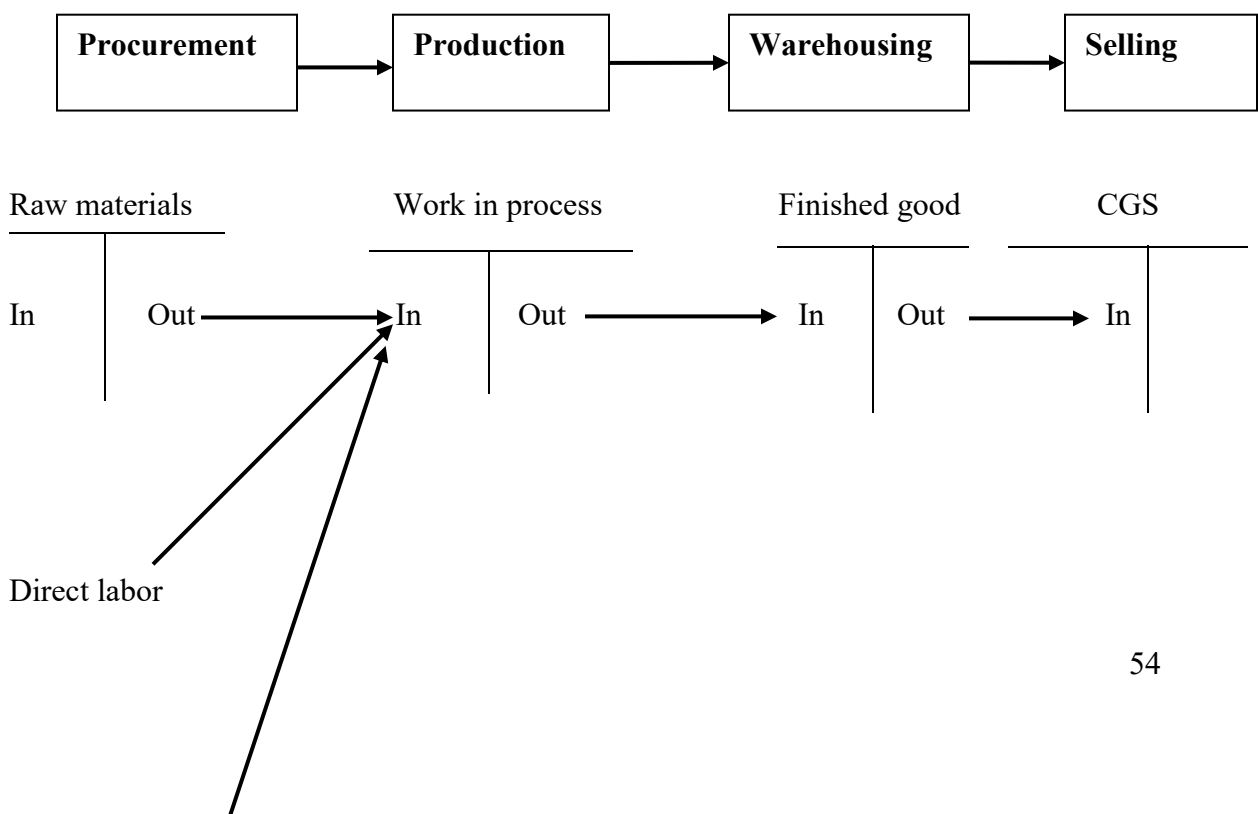 Procurement Production Warehousing Selling
Raw materials Work in process Finished good CGS
In Out In Out In Out In
Direct labor
54